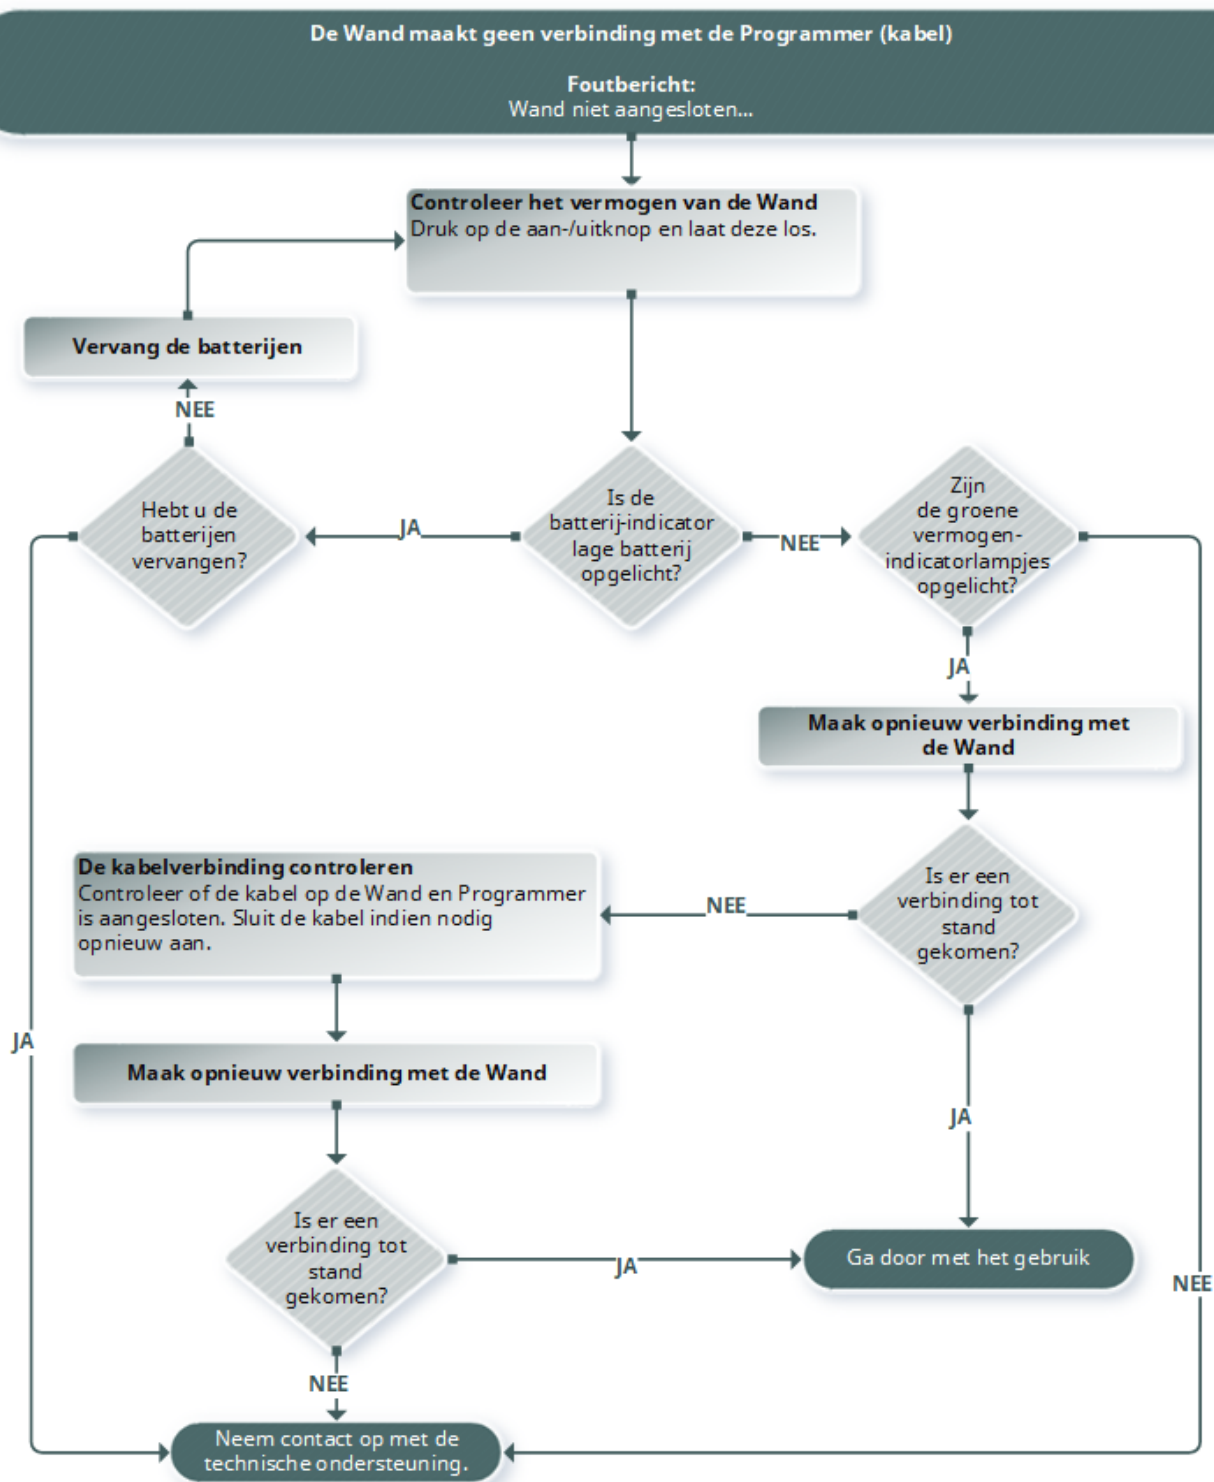 De Wand maakt geen verbinding met de Programmer (kabel)
Foutbericht:
Wand niet aangesloten...
Controleer het vermogen van de Wand
Druk op de aan-/uitknop en laat deze los.
Vervang de batterijen
NEE
Hebt u de
batterijen
vervangen?
JA
Is de
batterij-indicator
lage batterij
opgelicht?
NEE
Zijn
de groene
vermogen-
indicatorlampjes
opgelicht?
JA
Maak opnieuw verbinding met
de Wand
De kabelverbinding controleren
Controleer of de kabel op de Wand en Programmer
is aangesloten. Sluit de kabel indien nodig
opnieuw aan.
NEE
Is er een
verbinding tot
stand
gekomen?
JA
Maak opnieuw verbinding met de Wand
JA
Is er een
verbinding tot
stand
gekomen?
JA
Ga door met het gebruik
NEE
NEE
Neem contact op met de
technische ondersteuning.